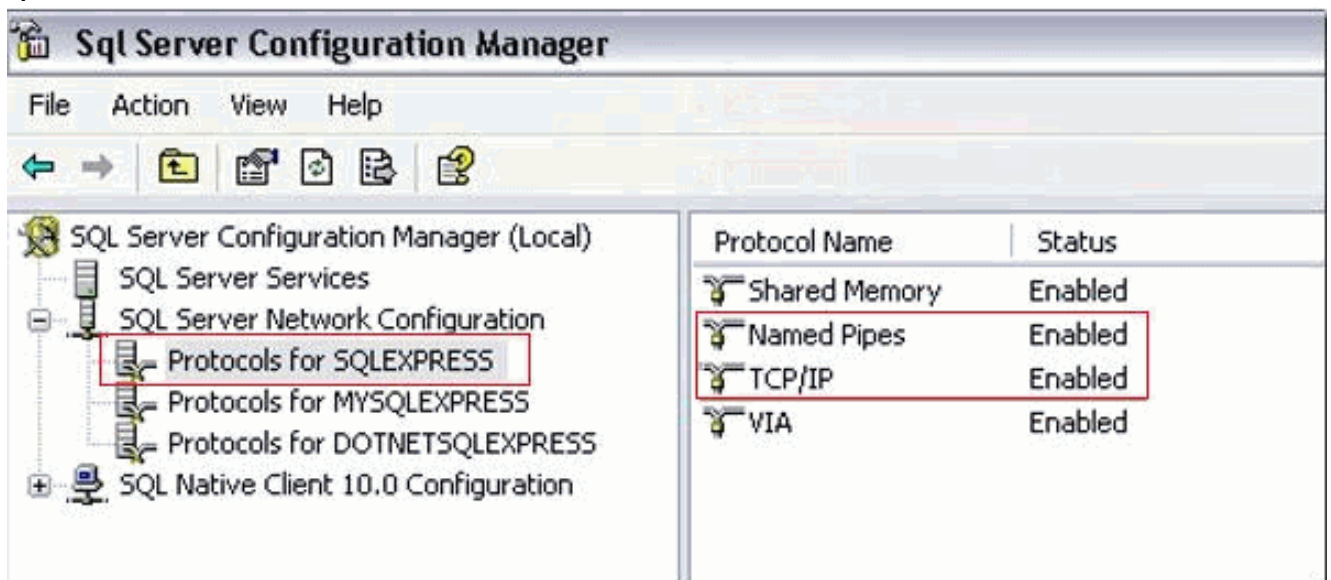 Sql Server Configuration Manager
File Action View Help
SQL Server Configuration Manager (Local)
SQL Server Services
SQL Server Network Configuration
Protocols for SQLEXPRESS
Protocols for MYSQLEXPRESS
Protocols for DOTNETSQLEXPRESS
SQL Native Client 10.0 Configuration
Protocol Name Status
Shared Memory Enabled
Named Pipes Enabled
TCP/IP Enabled
VIA Enabled